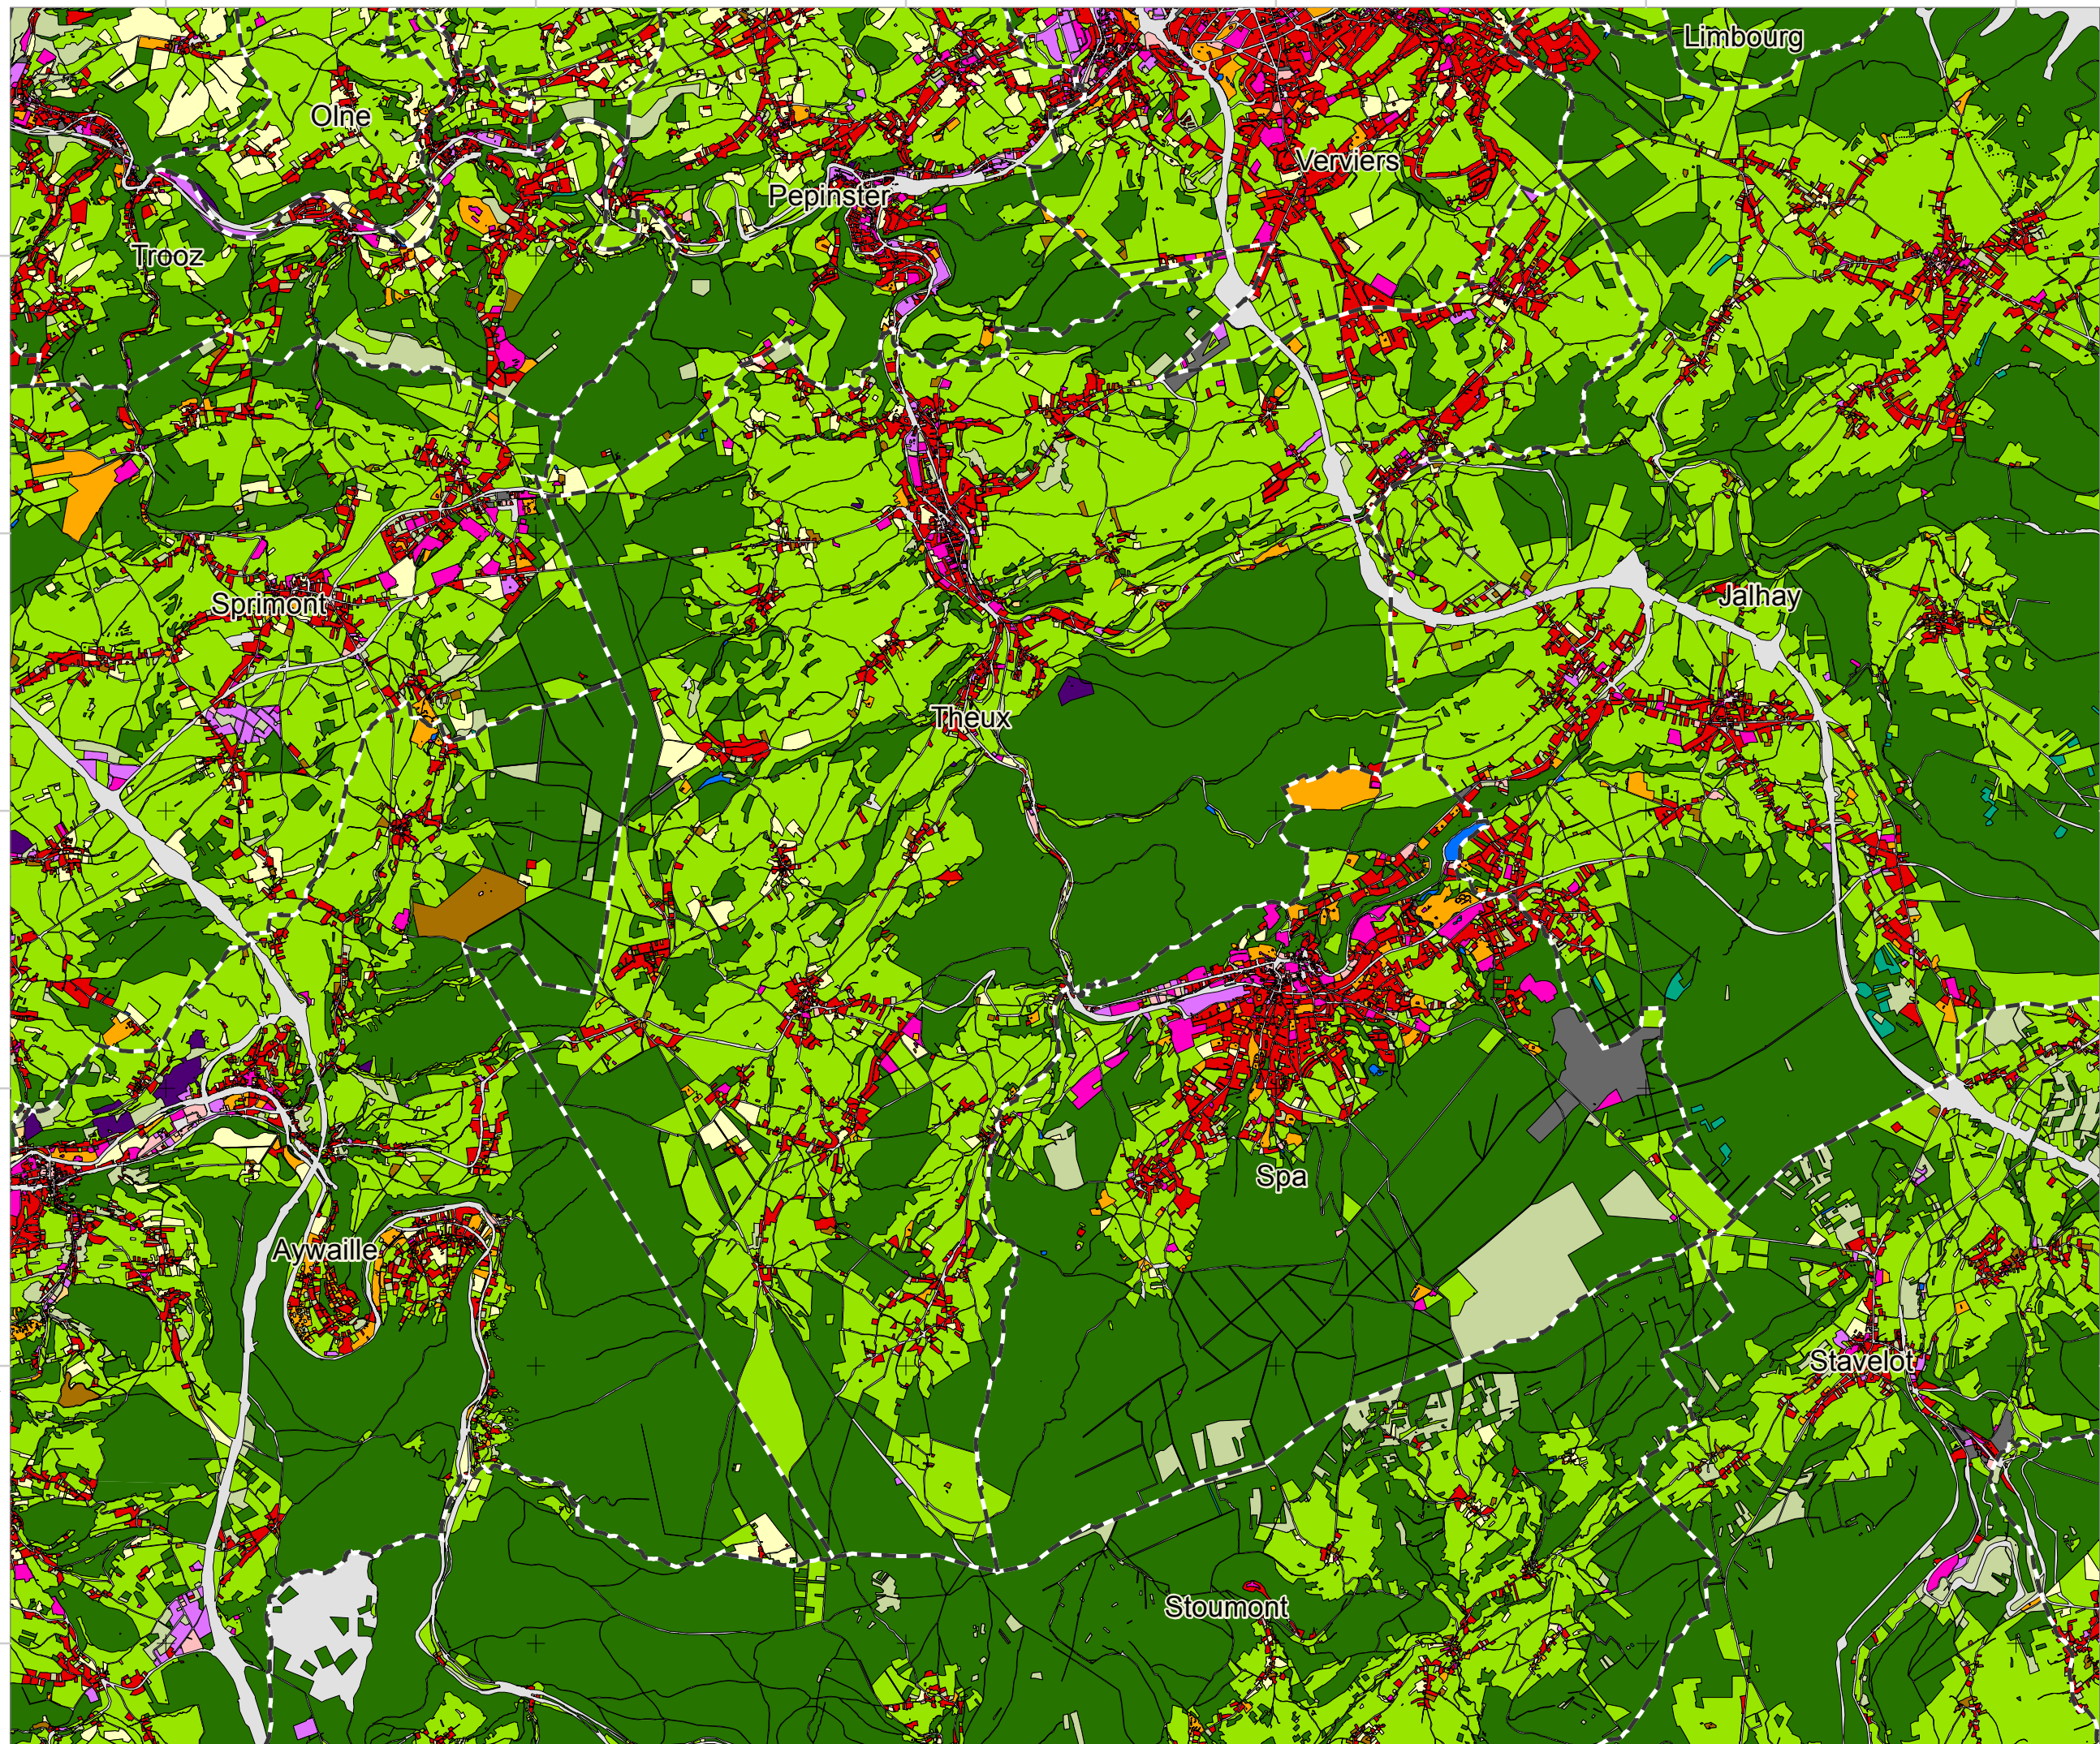 Limbourg
Olne
Verviers
Pepinster
Trooz
Jalhay
Sprimont
Theux
Spa
Aywaille
Stavelot
Stoumont